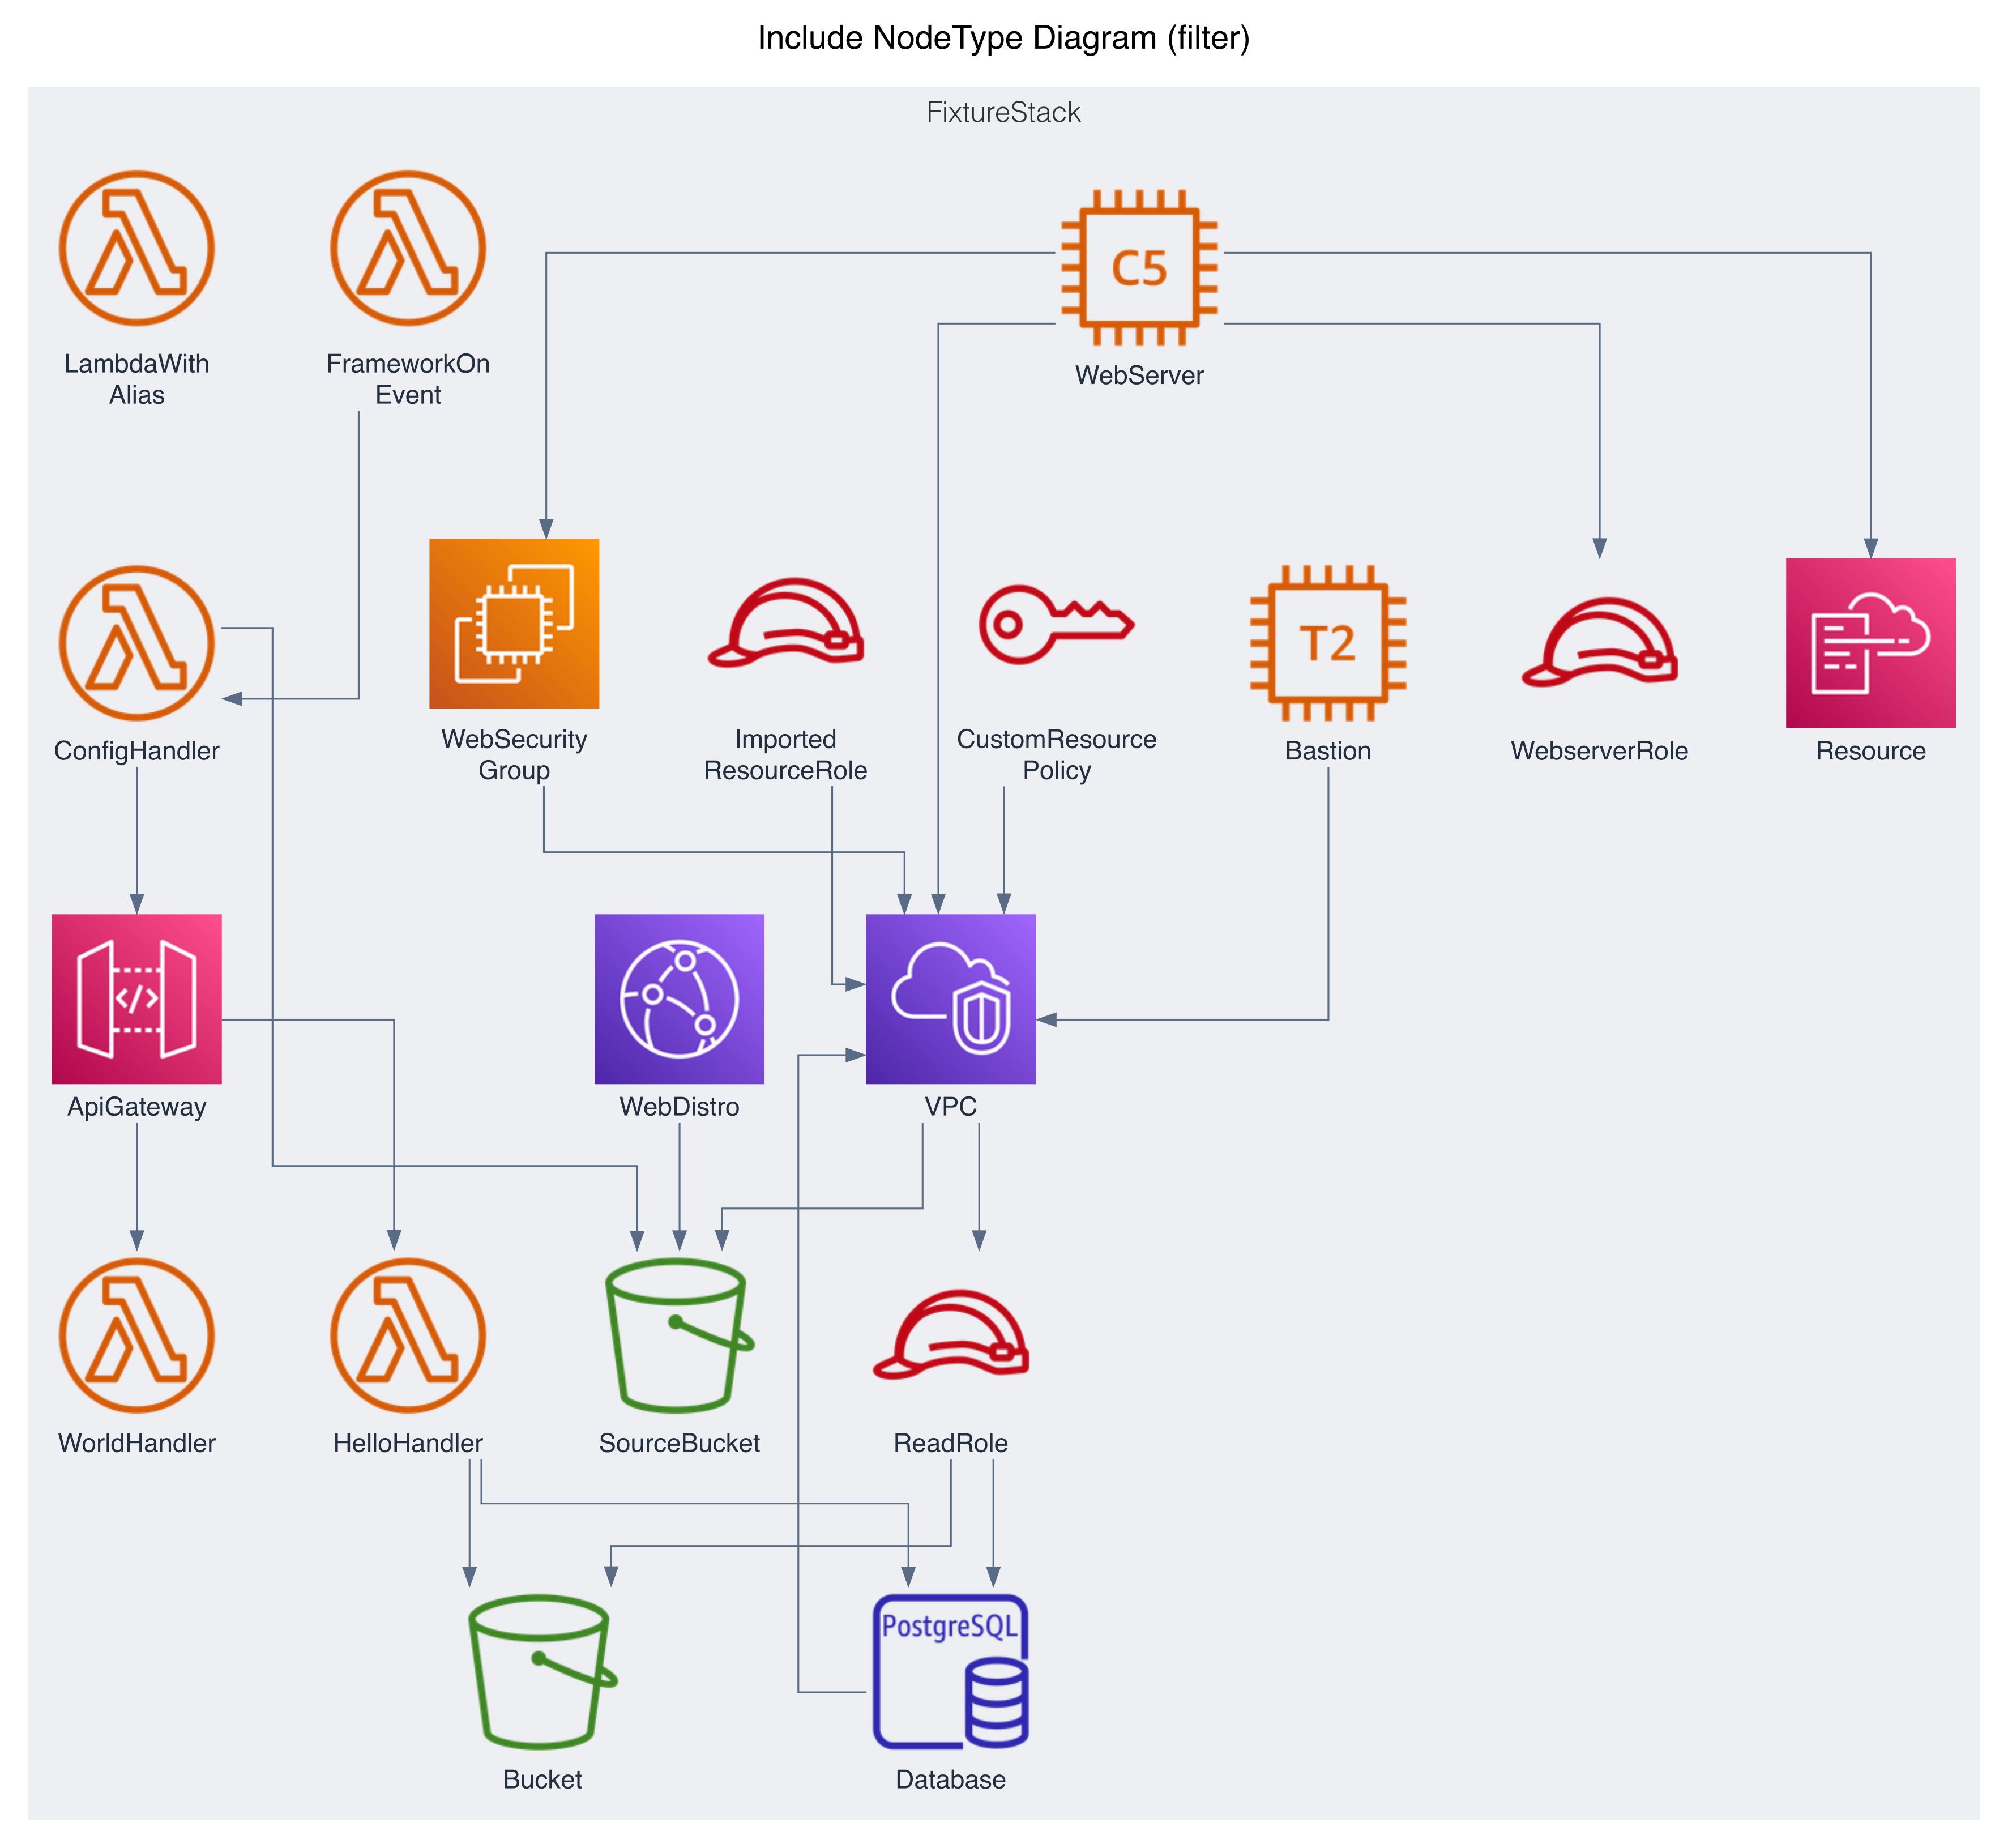 Include NodeType Diagram (filter)
FixtureStack
C5
LambdaWith
Alias
FrameworkOn
Event
WebServer
T2
ConfigHandler
WebSecurity
Group
Imported
ResourceRole
CustomResource
Policy
Bastion
WebserverRole
Resource
</>
ApiGateway
WebDistro
VPC
WorldHandler
HelloHandler
SourceBucket
ReadRole
PostgreSQL
Bucket
Database